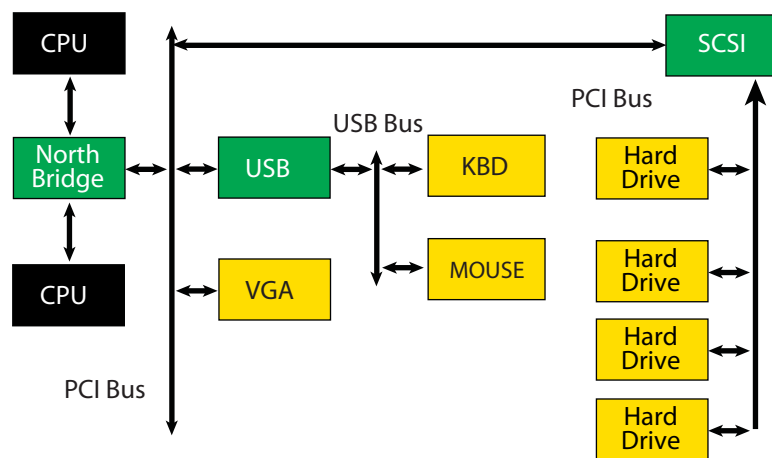 CPU
SCSI
PCI Bus
USB Bus
North
Bridge
USB
KBD
Hard
Drive
CPU
VGA
MOUSE
Hard
Drive
Hard
Drive
PCI Bus
Hard
Drive